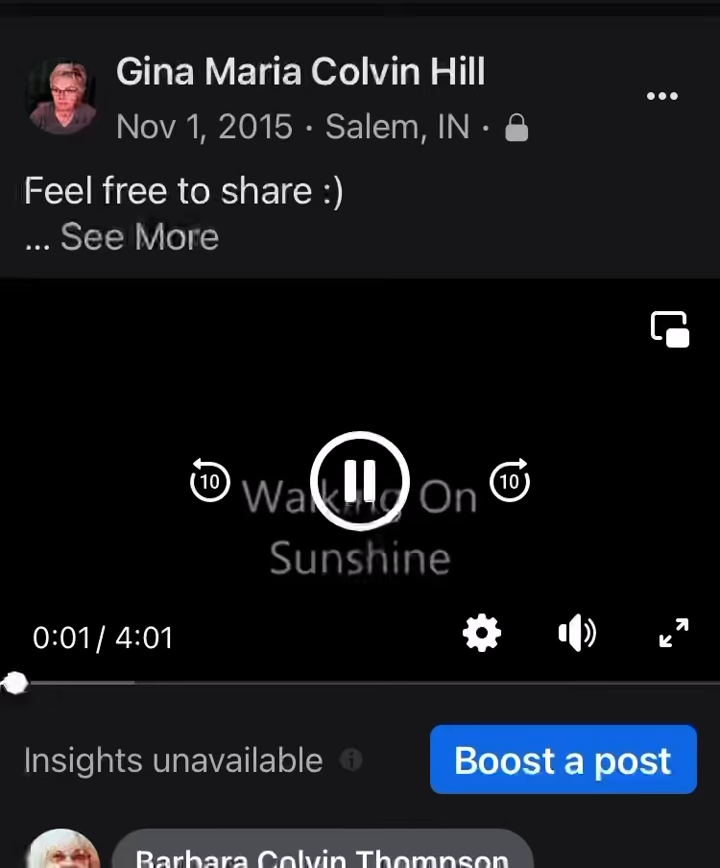 Gina Maria Colvin Hill
Nov 1, 2015 · Salem, IN ·
Feel free to share :)
... See More
10
10
Walking On
Sunshine
0:01 / 4:01
Insights unavailable
Boost a post
Barbara Colvin Thompson